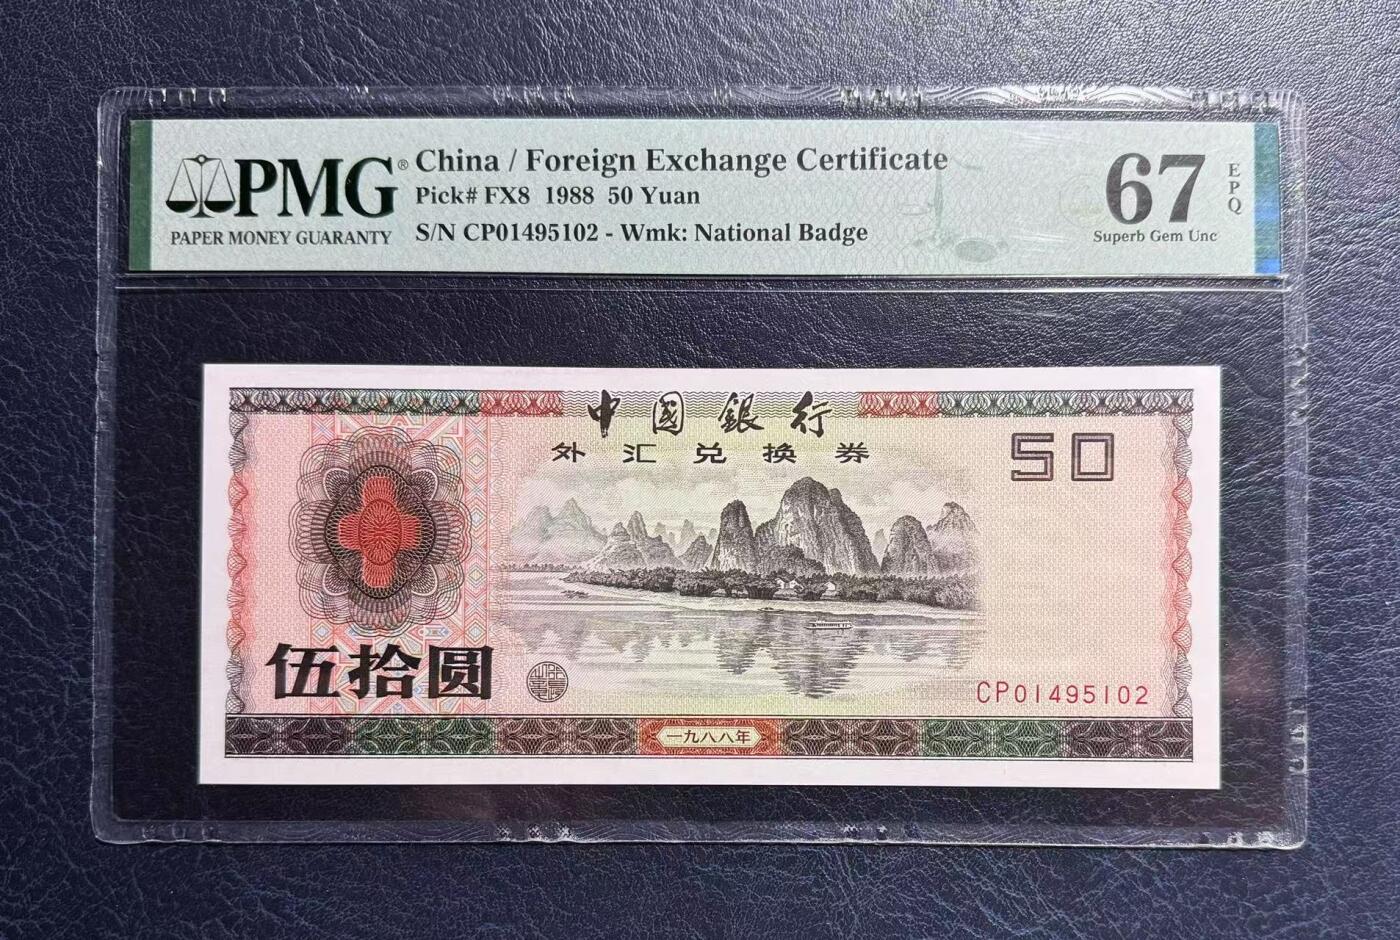 PMG®
PAPER MONEY GUARANTY
China / Foreign Exchange Certificate
Pick# FX8 1988 50 Yuan
S/N CP01495102 - Wmk: National Badge
67
EPQ
Superb Gem Unc
中國銀行
外汇兑换券
50
伍拾圆
CP01495102
一九八八年